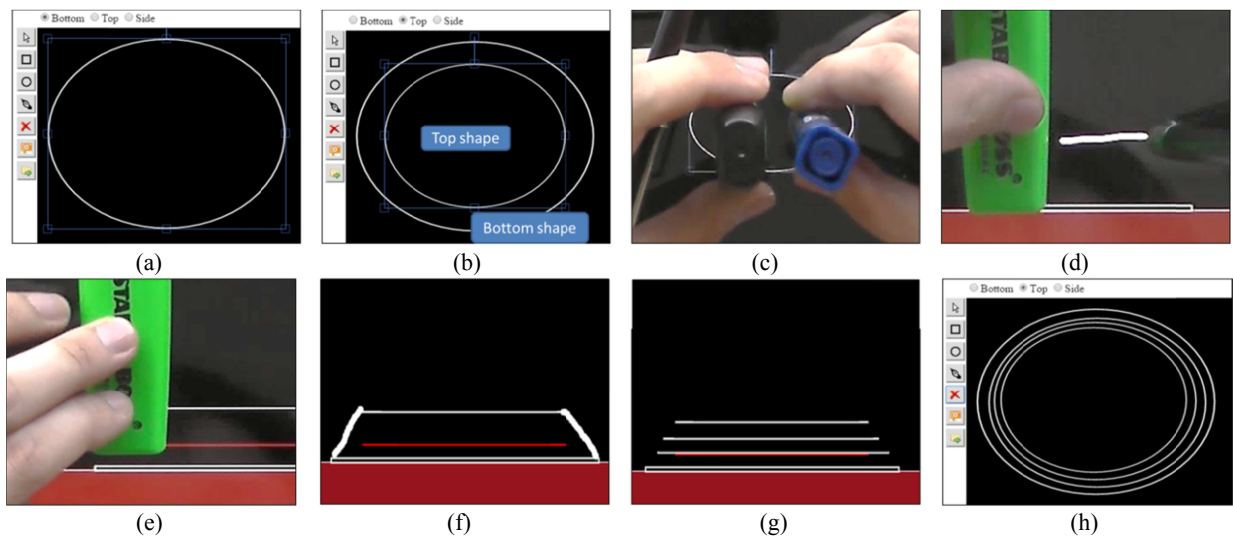 Bottom Top Side
Bottom Top Side
Top shape
Bottom shape
(a)
(b)
(c)
(d)
Bottom Top Side
(e)
(f)
(g)
(h)